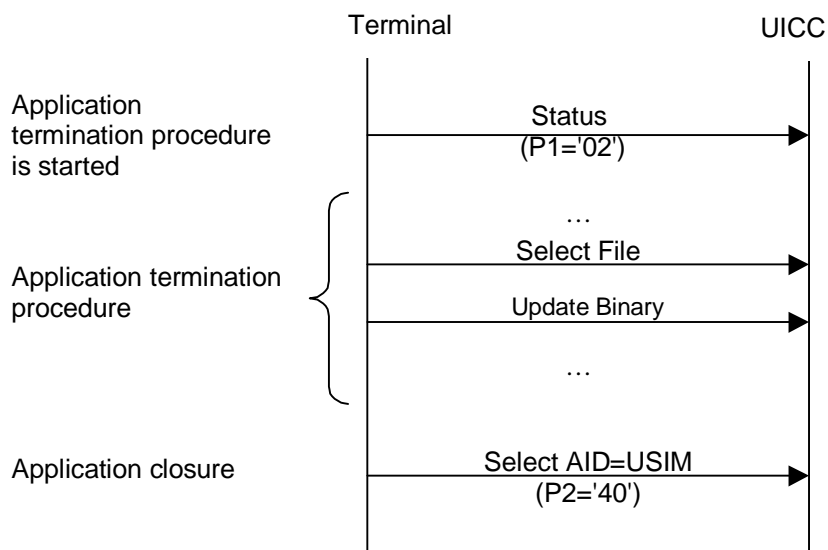 Terminal
UICC
Application
termination procedure
is started
Status
(P1='02')
…
Select File
Application termination
procedure
Update Binary
…
Application closure
Select AID=USIM
(P2='40')